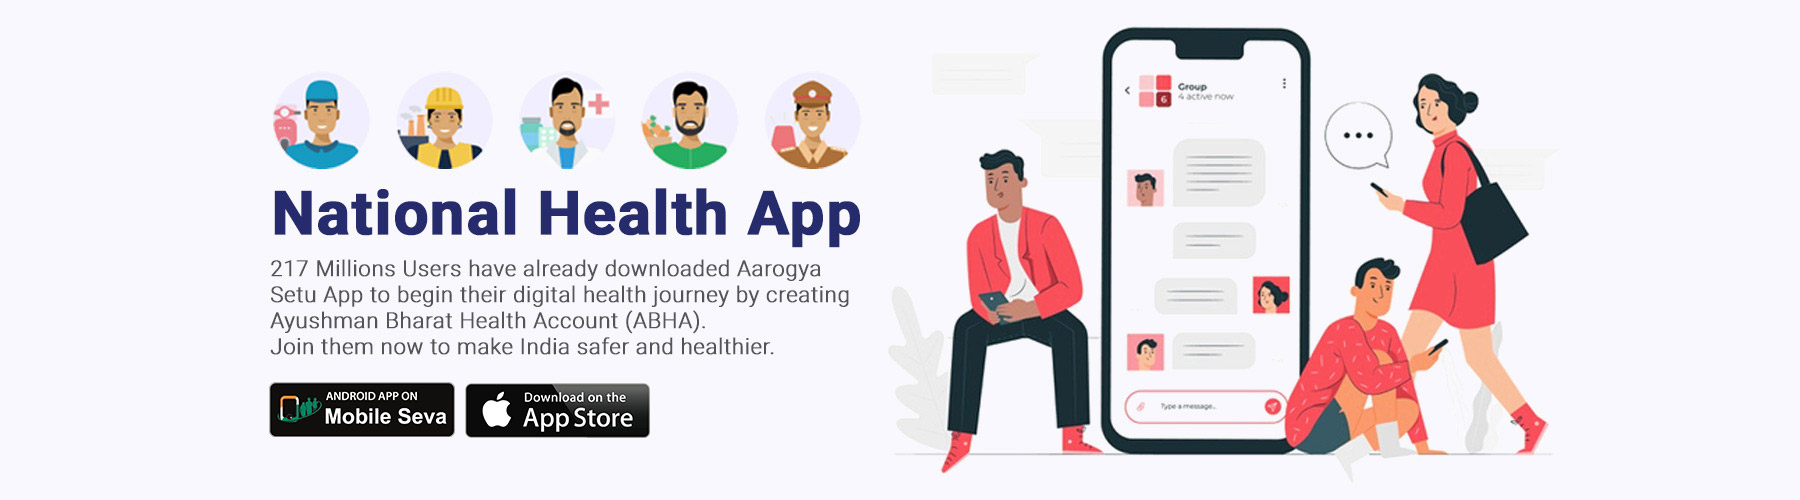 National Health App
217 Millions Users have already downloaded Aarogya
Setu App to begin their digital health journey by creating
Ayushman Bharat Health Account (ABHA).
Join them now to make India safer and healthier.
ANDROID APP ON
Mobile Seva
Download on the
App Store
Group
4 active now
6
Type a message..